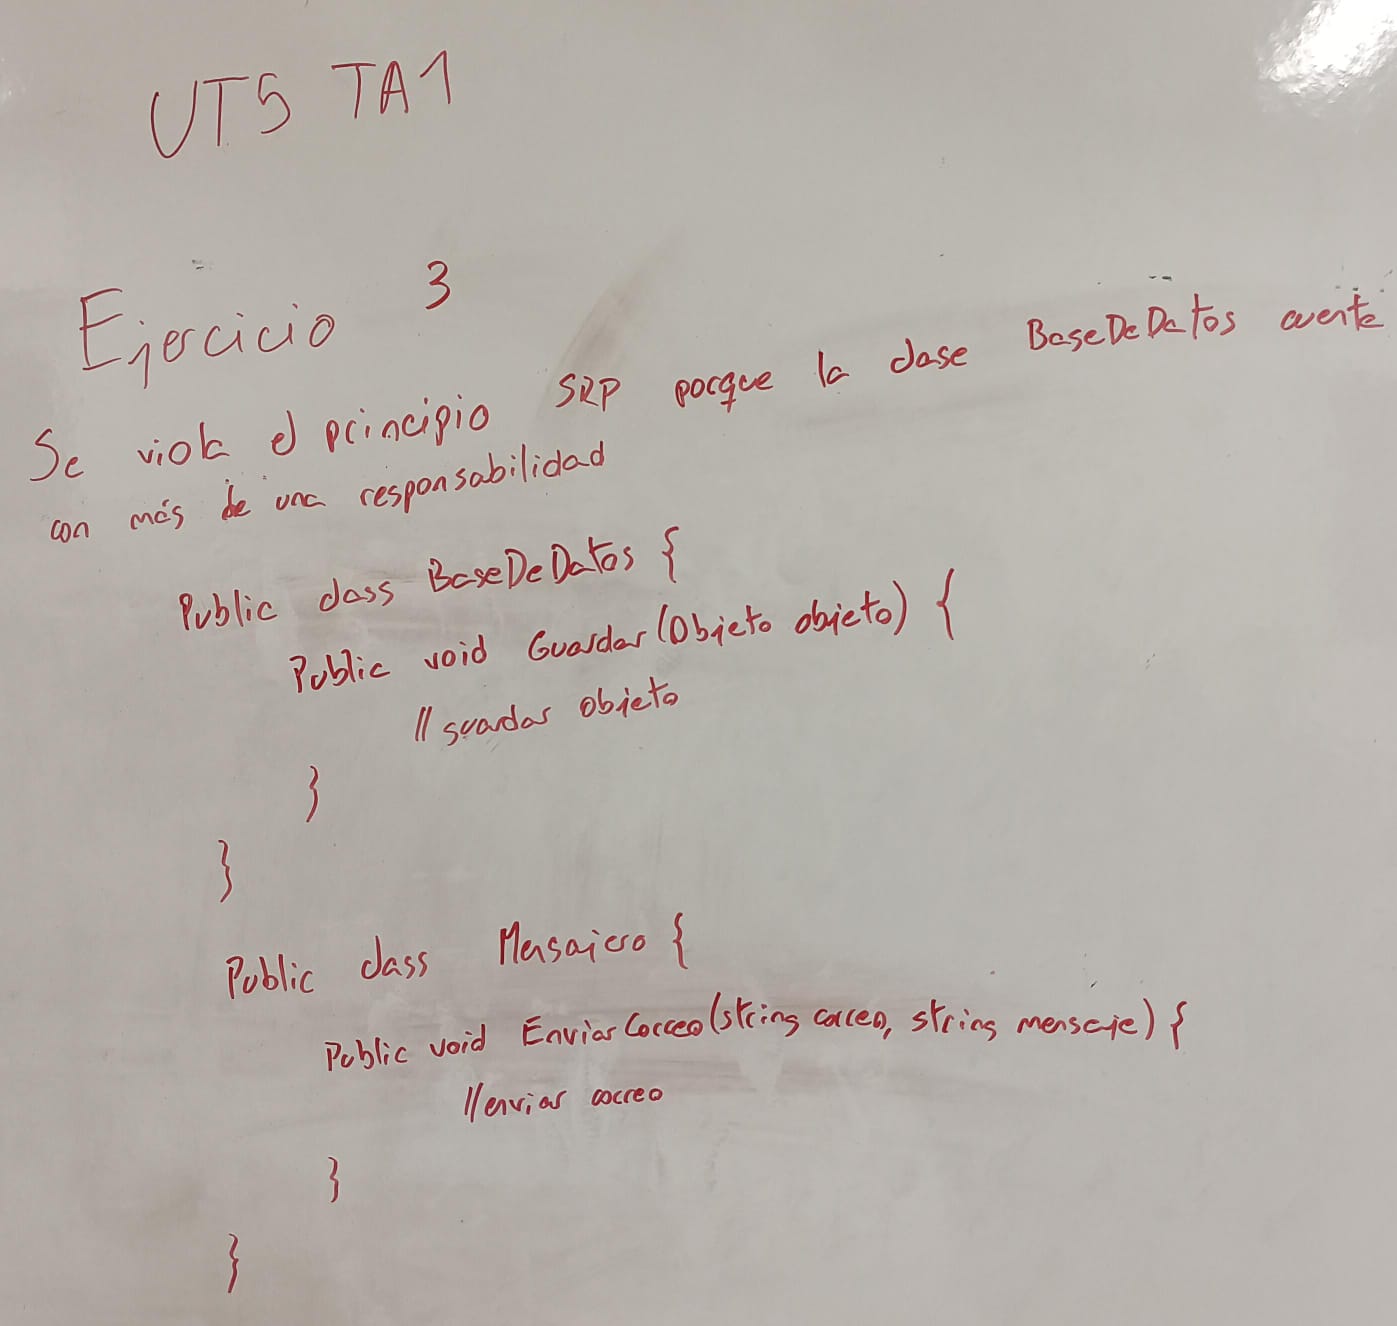 UT5 TA1
Ejercicio 3
Se viola el principio SRP porque la clase BaseDeDatos cuenta
con más de una responsabilidad
Public class BaseDeDatos {
Public void Guardar(Objeto objeto) {
//guardar objeto
}
}
Public class Mensajero {
Public void EnviarCorreo(string correo, string mensaje) {
//enviar correo
}
}